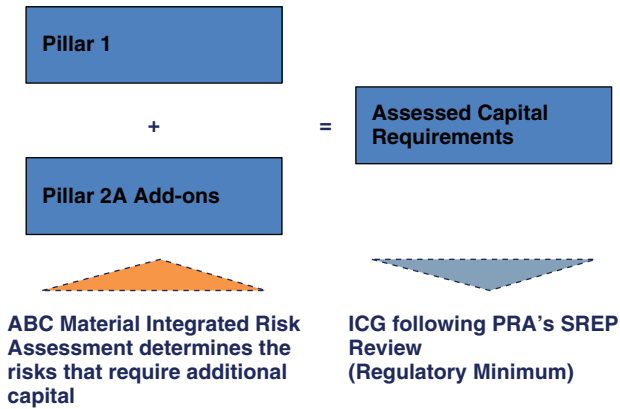 Pillar 1
+
=
Assessed Capital
Requirements
Pillar 2A Add-ons
ABC Material Integrated Risk
Assessment determines the
risks that require additional
capital
ICG following PRA's SREP
Review
(Regulatory Minimum)